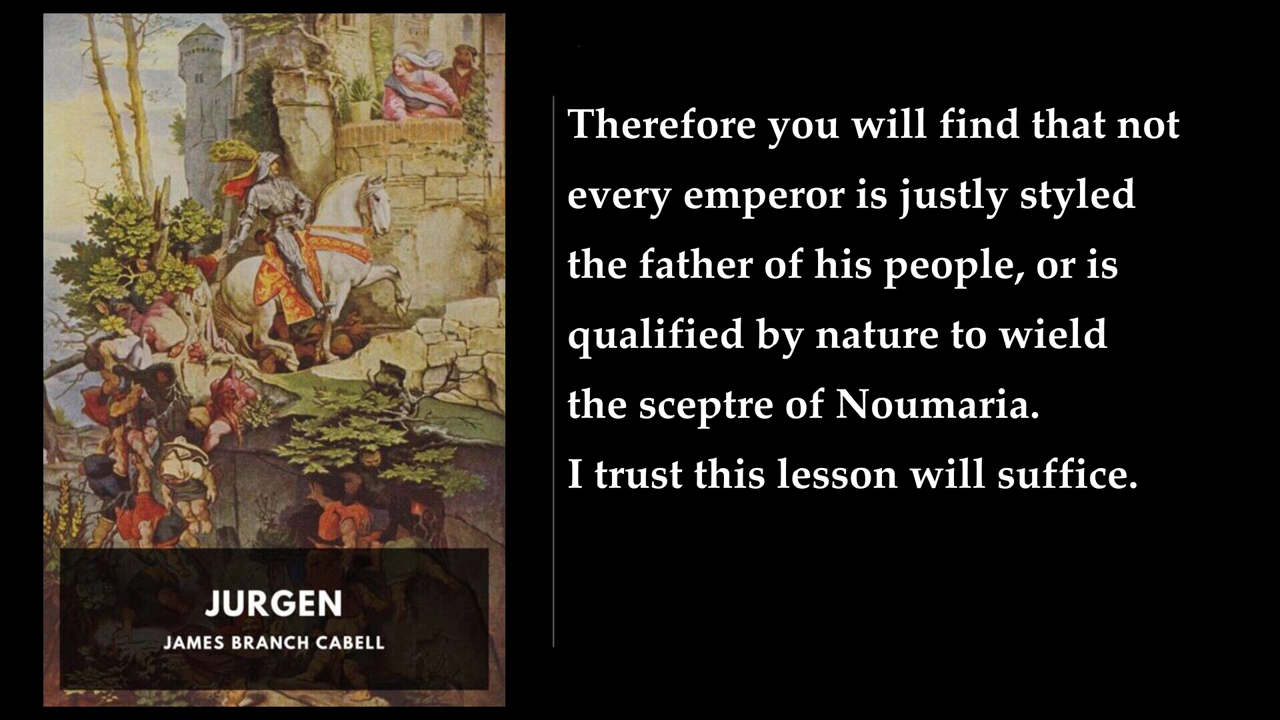 Therefore you will find that not
every emperor is justly styled
the father of his people, or is
qualified by nature to wield
the sceptre of Noumaria.
I trust this lesson will suffice.
JURGEN
JAMES BRANCH CABELL